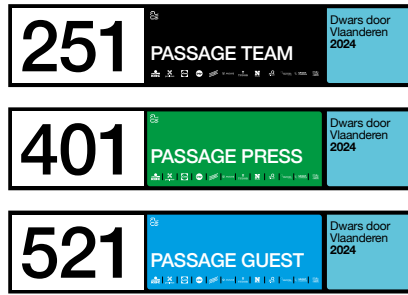 251
PASSAGE TEAM
Dwars door
Vlaanderen
2024
401
PASSAGE PRESS
Dwars door
Vlaanderen
2024
521
PASSAGE GUEST
Dwars door
Vlaanderen
2024